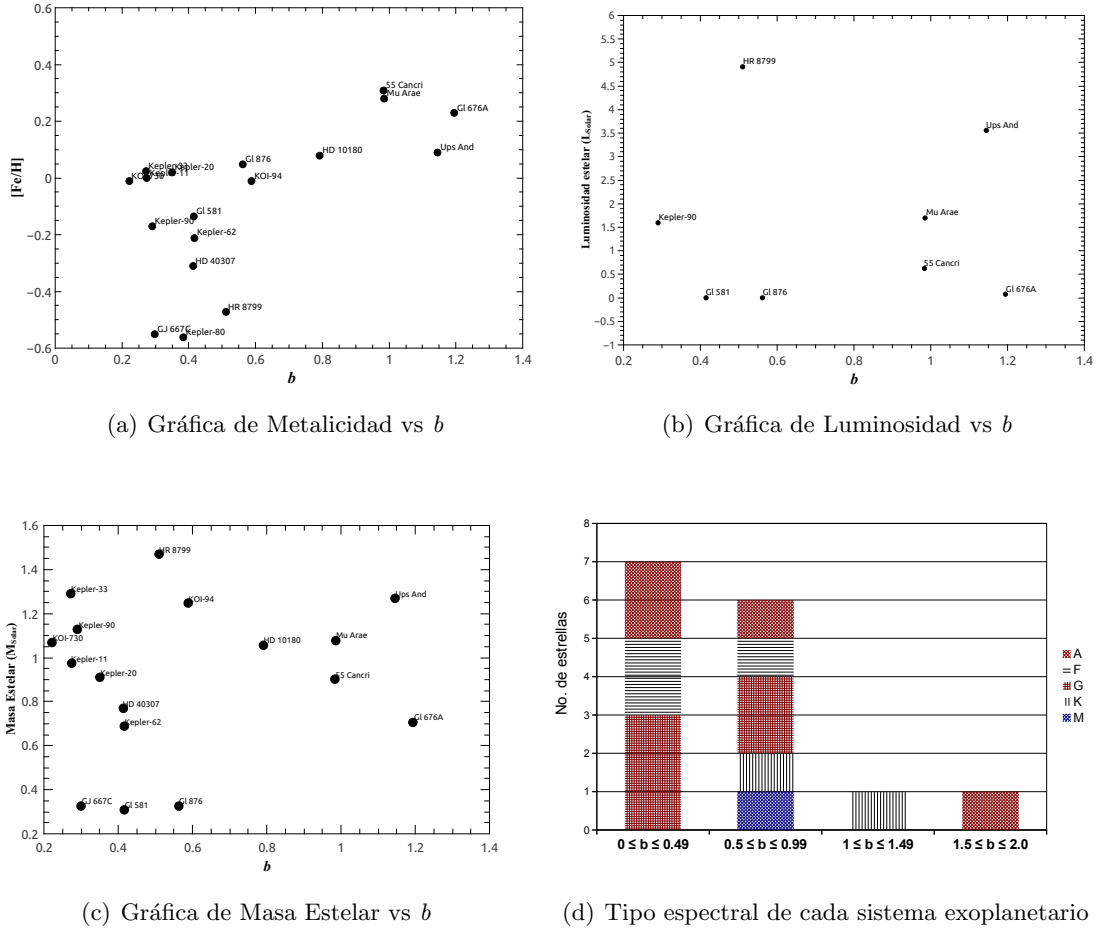 0.6
0.4
0.2
0
−0.2
−0.4
−0.6
[Fe/H]
55 Cancri
Mu Arae
Gl 676A
Ups And
HD 10180
Gl 876
KOI-94
Kepler-20
Kepler-11
Gl 581
Kepler-90
Kepler-62
HD 40307
HR 8799
GJ 667C
Kepler-80
0 0.2 0.4 0.6 0.8 1 1.2 1.4
b
(a) Gráfica de Metalicidad vs b
6
5.5
5
4.5
4
3.5
3
2.5
2
1.5
1
0.5
0
−0.5
−1
Luminosidad estelar (LSolar)
HR 8799
Ups And
Mu Arae
Kepler-90
55 Cancri
Gl 581
Gl 876
Gl 676A
0.2 0.4 0.6 0.8 1 1.2 1.4
b
(b) Gráfica de Luminosidad vs b
1.6
1.4
1.2
1
0.8
0.6
0.4
0.2
Masa Estelar (MSolar)
HR 8799
Kepler-33
KOI-94
Ups And
Kepler-90
KOI-730
HD 10180
Mu Arae
Kepler-11
Kepler-20
55 Cancri
HD 40307
Kepler-62
Gl 676A
GJ 667C
Gl 581
Gl 876
0.2 0.4 0.6 0.8 1 1.2 1.4
b
(c) Gráfica de Masa Estelar vs b
8
7
6
5
4
3
2
1
0
No. de estrellas
0 ≤ b ≤ 0.49 0.5 ≤ b ≤ 0.99 1 ≤ b ≤ 1.49 1.5 ≤ b ≤ 2.0
A
F
G
K
M
(d) Tipo espectral de cada sistema exoplanetario